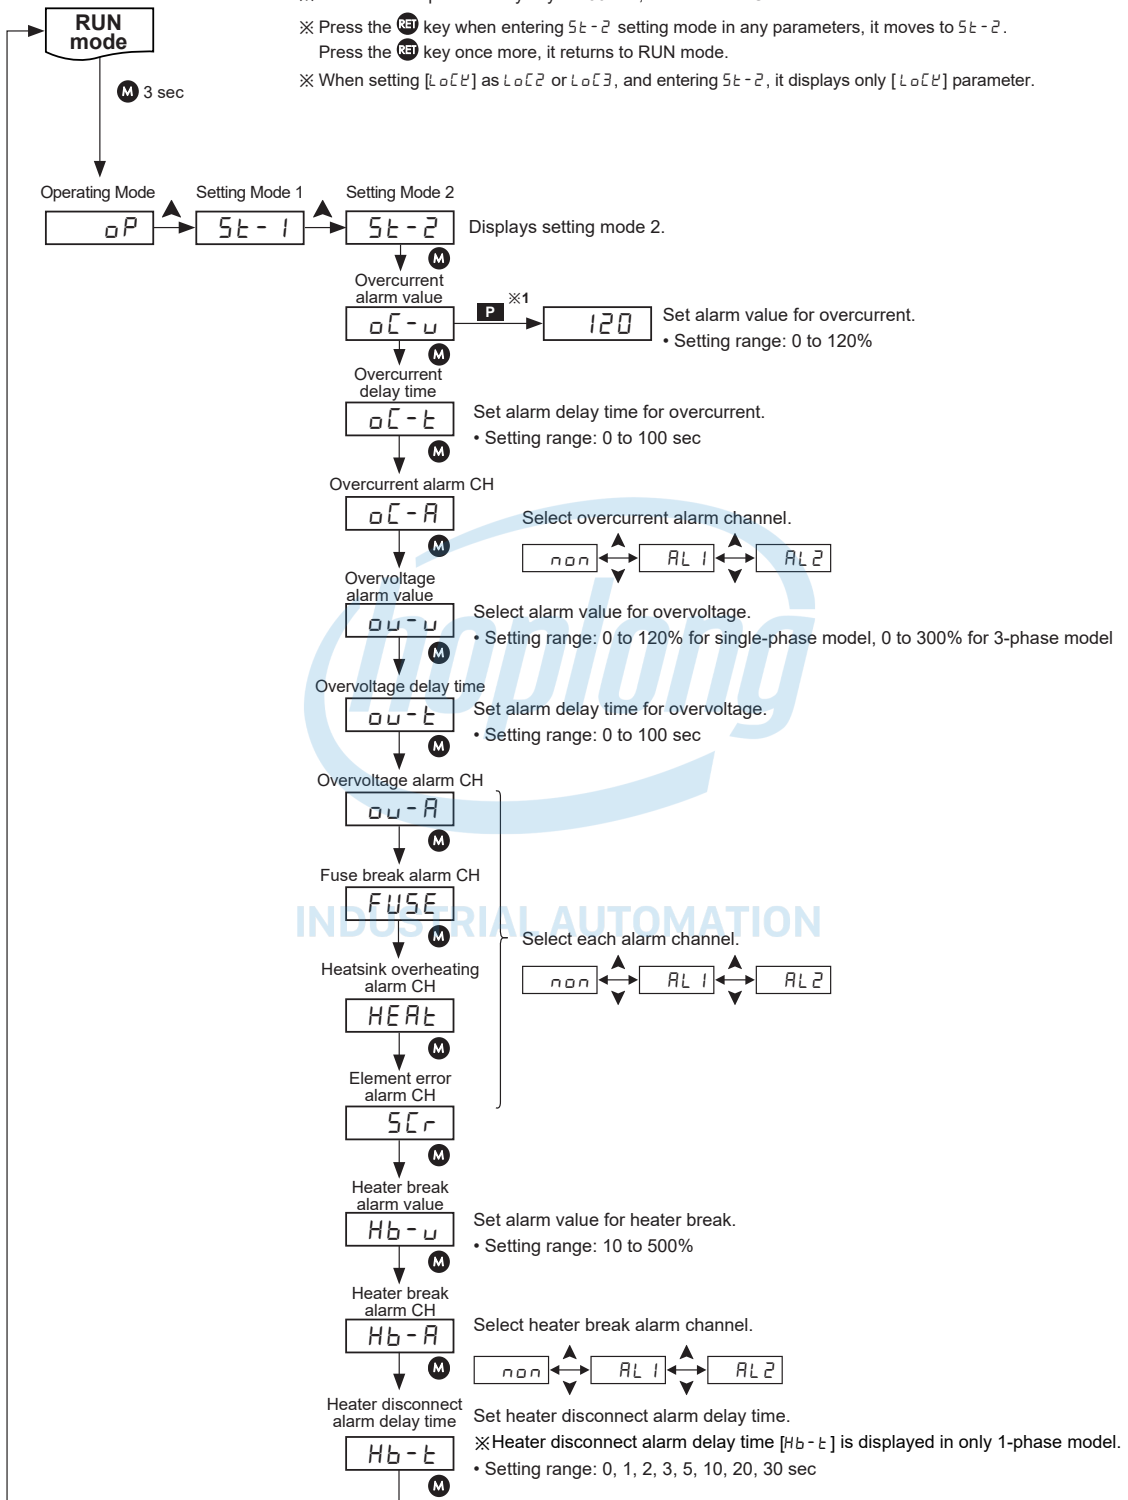 RUN
mode
※ Press the RET key when entering St-2 setting mode in any parameters, it moves to St-2.
Press the RET key once more, it returns to RUN mode.
※ When setting [LoCY] as LoC2 or LoC3, and entering St-2, it displays only [LoCY] parameter.
M 3 sec
Operating Mode Setting Mode 1 Setting Mode 2
oP St-1 St-2 Displays setting mode 2.
M
Overcurrent
alarm value
oC-u P ※1 120 Set alarm value for overcurrent.
• Setting range: 0 to 120%
M
Overcurrent
delay time
oC-t Set alarm delay time for overcurrent.
• Setting range: 0 to 100 sec
M
Overcurrent alarm CH
oC-A Select overcurrent alarm channel.
M
non AL1 AL2
Overvoltage
alarm value
ou-u Select alarm value for overvoltage.
• Setting range: 0 to 120% for single-phase model, 0 to 300% for 3-phase model
M
hoplong
Overvoltage delay time
ou-t Set alarm delay time for overvoltage.
• Setting range: 0 to 100 sec
M
Overvoltage alarm CH
ou-A
M
Fuse break alarm CH
FUSE
INDUSTRIAL AUTOMATION
M
Select each alarm channel.
Heatsink overheating
alarm CH
non AL1 AL2
HEAt
M
Element error
alarm CH
SCr
M
Heater break
alarm value
Hb-u Set alarm value for heater break.
• Setting range: 10 to 500%
M
Heater break
alarm CH
Hb-A Select heater break alarm channel.
M
non AL1 AL2
Heater disconnect
alarm delay time Set heater disconnect alarm delay time.
※Heater disconnect alarm delay time [Hb-t] is displayed in only 1-phase model.
Hb-t • Setting range: 0, 1, 2, 3, 5, 10, 20, 30 sec
M